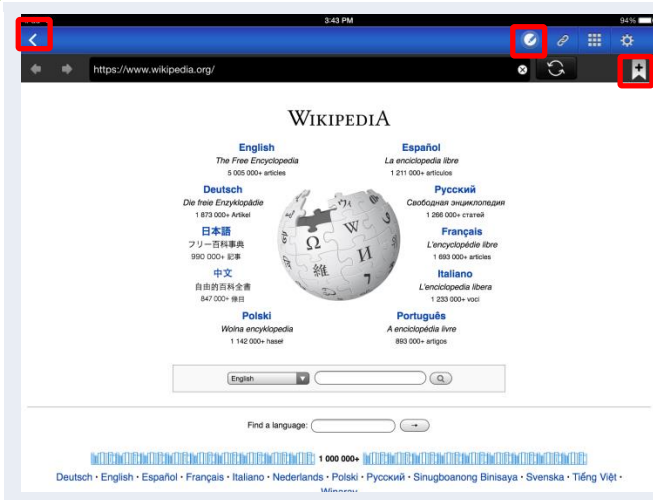 3:43 PM
94%
https://www.wikipedia.org/
WIKIPEDIA
English
The Free Encyclopedia
5 005 000+ articles
Español
La enciclopedia libre
1 211 000+ artículos
Deutsch
Die freie Enzyklopädie
1 873 000+ Artikel
Русский
Свободная энциклопедия
1 266 000+ статей
日本語
フリー百科事典
990 000+ 記事
Français
L'encyclopédie libre
1 693 000+ articles
中文
自由的百科全書
847 000+ 條目
Italiano
L'enciclopedia libera
1 233 000+ voci
Polski
Wolna encyklopedia
1 142 000+ haseł
Português
A enciclopédia livre
893 000+ artigos
English
Find a language:
1 000 000+
Deutsch · English · Español · Français · Italiano · Nederlands · Polski · Русский · Sinugboanong Binisaya · Svenska · Tiếng Việt ·